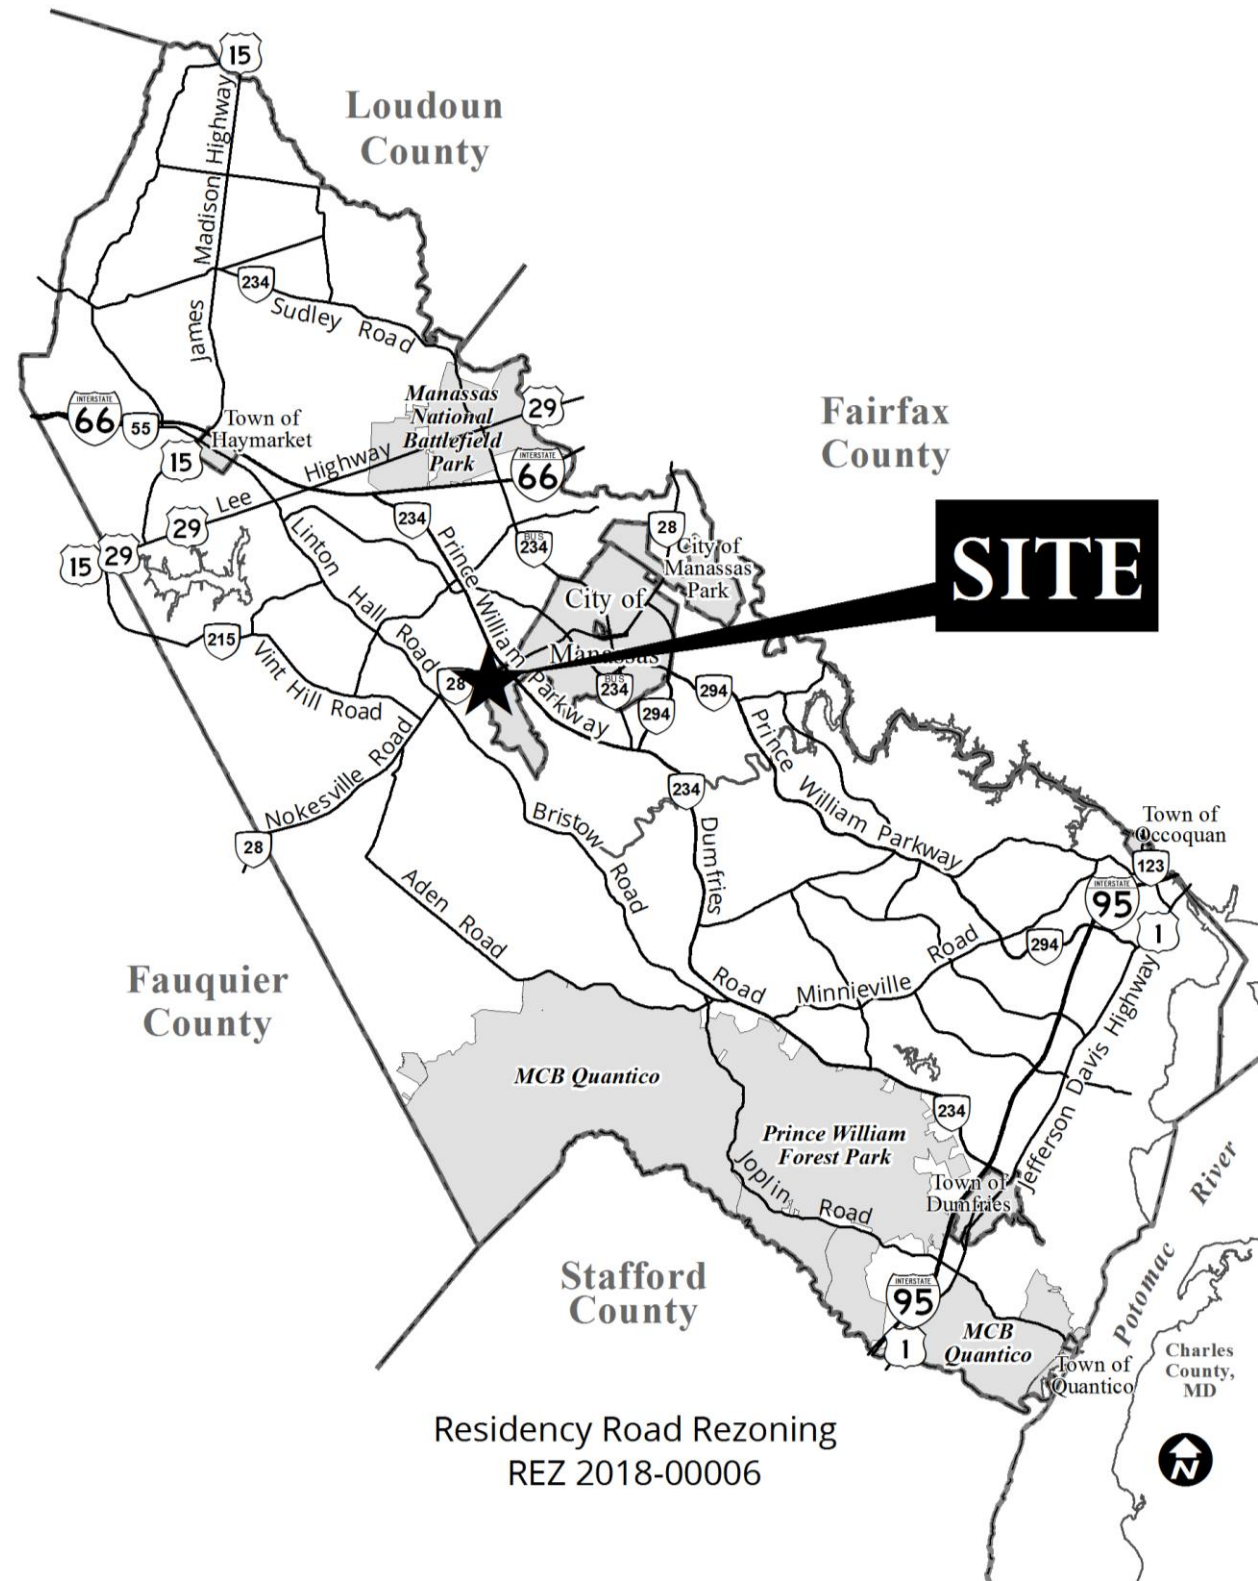 15
Loudoun
County
James Madison Highway
234
Sudley Road
Manassas
National
Battlefield
Park
29
INTERSTATE
66
55
Town of
Haymarket
15
Lee Highway
INTERSTATE
66
Fairfax
County
29
15
29
234
BUS
234
28
City of
Manassas
Park
SITE
Linton Hall Road
Prince William Parkway
City of
Manassas
215
Vint Hill Road
28
BUS
234
294
294
Nokesville Road
28
234
Prince William Parkway
Bristow Road
Dumfries Road
Town of
Occoquan
123
INTERSTATE
95
1
Aden Road
294
Minnieville Road
Fauquier
County
Jefferson Davis Highway
MCB Quantico
234
Prince William
Forest Park
Joplin Road
Town of
Dumfries
Potomac River
Stafford
County
INTERSTATE
95
1
MCB
Quantico
Town of
Quantico
Charles
County,
MD
Residency Road Rezoning
REZ 2018-00006
N